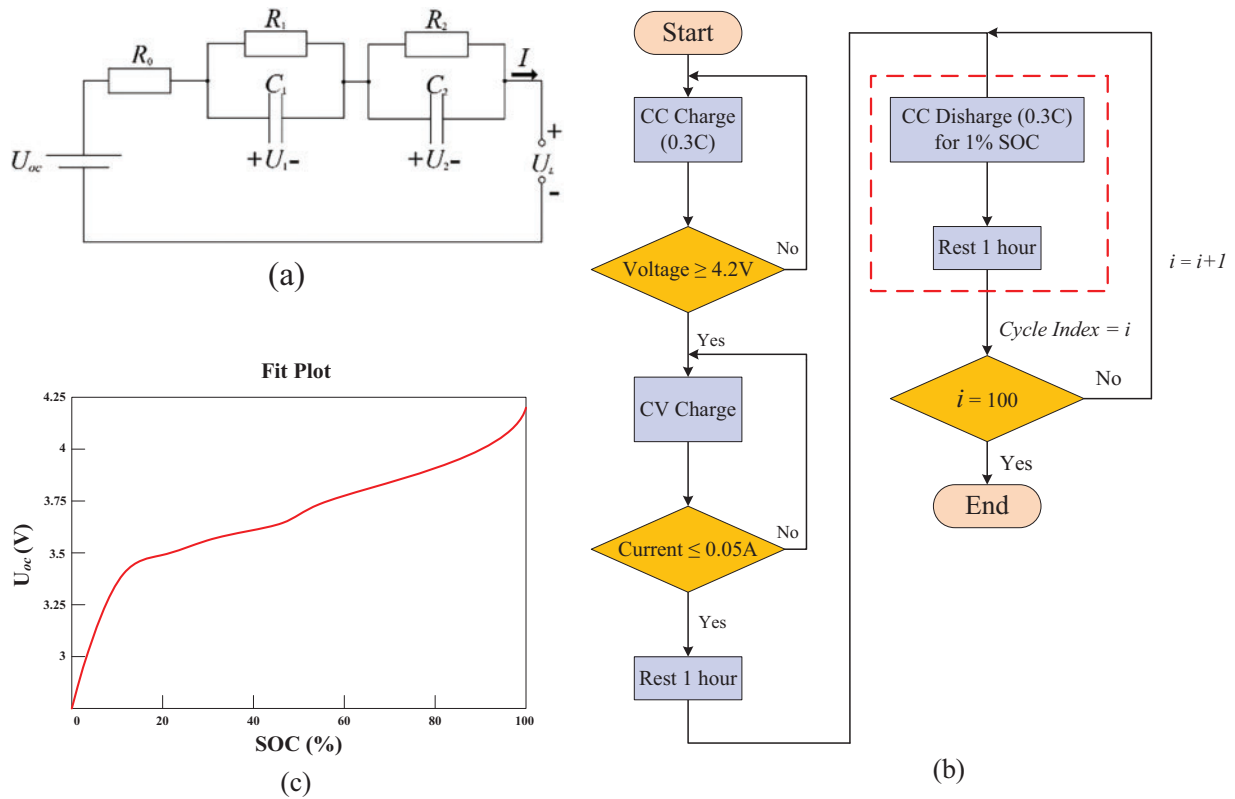 R₁
R₂
R₀
C₁
C₂
I
+
U_oc
+U₁-
+U₂-
U_L
-
(a)
Fit Plot
4.25
4
3.75
3.5
3.25
3
U_oc (V)
0
20
40
60
80
100
SOC (%)
(c)
Start
CC Charge
(0.3C)
Voltage ≥ 4.2V
No
Yes
CV Charge
Current ≤ 0.05A
No
Yes
Rest 1 hour
CC Disharge (0.3C)
for 1% SOC
Rest 1 hour
i = i+1
Cycle Index = i
i = 100
No
Yes
End
(b)